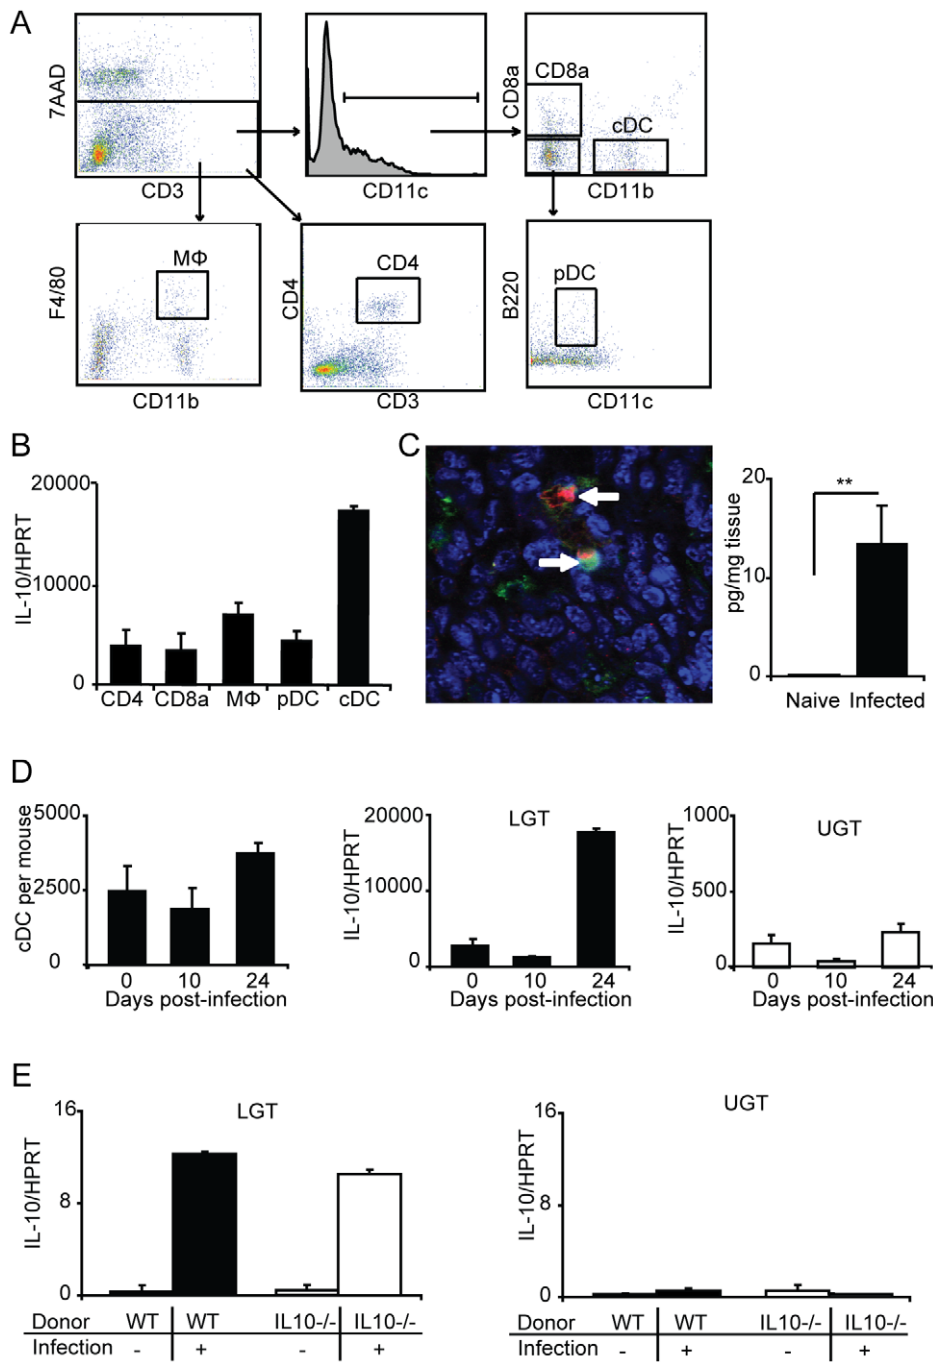 A
7AAD
CD3
CD11c
CD8a
CD8a
cDC
CD11b
F4/80
MΦ
CD11b
CD4
CD4
CD3
B220
pDC
CD11c
B
IL-10/HPRT
20000
10000
0
CD4 CD8a MΦ pDC cDC
C
pg/mg tissue
20
10
0
**
Naive Infected
D
cDC per mouse
5000
2500
0
0 10 24
Days post-infection
LGT
IL-10/HPRT
20000
10000
0
0 10 24
Days post-infection
UGT
IL-10/HPRT
1000
500
0
0 10 24
Days post-infection
E
LGT
IL-10/HPRT
16
8
0
Donor WT WT IL10-/- IL10-/-
Infection - + - +
UGT
IL-10/HPRT
16
8
0
Donor WT WT IL10-/- IL10-/-
Infection - + - +